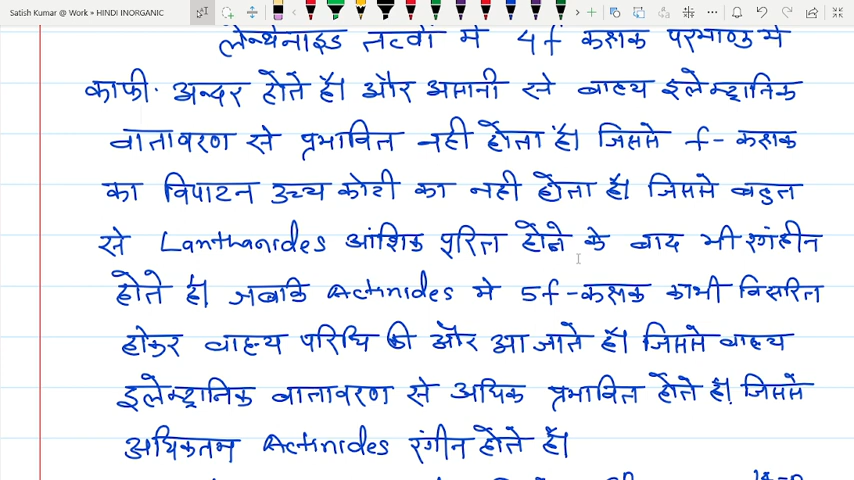 Satish Kumar @ Work » HINDI INORGANIC
लेन्थेनाइड तत्वों में 4f कक्षक परमाणु में
काफी अन्दर होते हैं। और आसानी से बाह्य इलेक्ट्रानिक
वातावरण से प्रभावित नही होता है। जिससे f- कक्षक
का विपाटन उच्च कोटी का नही होता है। जिससे बहुत
से Lanthanides आंशिक पूरित होने के बाद भी रंगहीन
होते हैं। जबकि Actinides मे 5f-कक्षक काफी विसरित
होकर बाह्य परिधि की और आ जाते हैं। जिससे बाह्य
इलेक्ट्रानिक वातावरण से अधिक प्रभावित होते है। जिससे
अधिकतम Actinides रंगीन होते हैं।